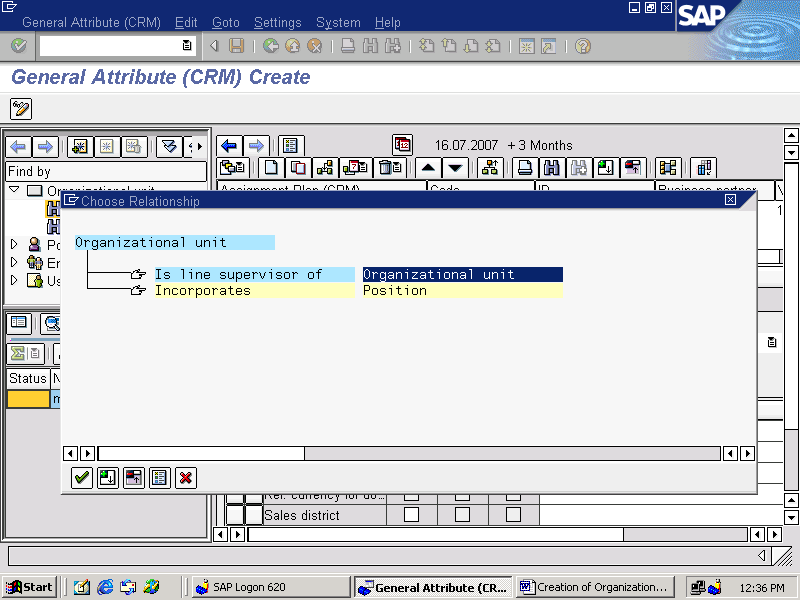 General Attribute (CRM) Edit Goto Settings System Help
SAP
General Attribute (CRM) Create
16.07.2007 + 3 Months
Find by
Organizational unit
Assignment Plan (CRM) Code ID Business partner V
1
Choose Relationship
Organizational unit
Is line supervisor of Organizational unit
Incorporates Position
Po
En
Us
Status N
m
Ref. currency for do...
Sales district
Start SAP Logon 620 General Attribute (CR... Creation of Organization... 12:36 PM